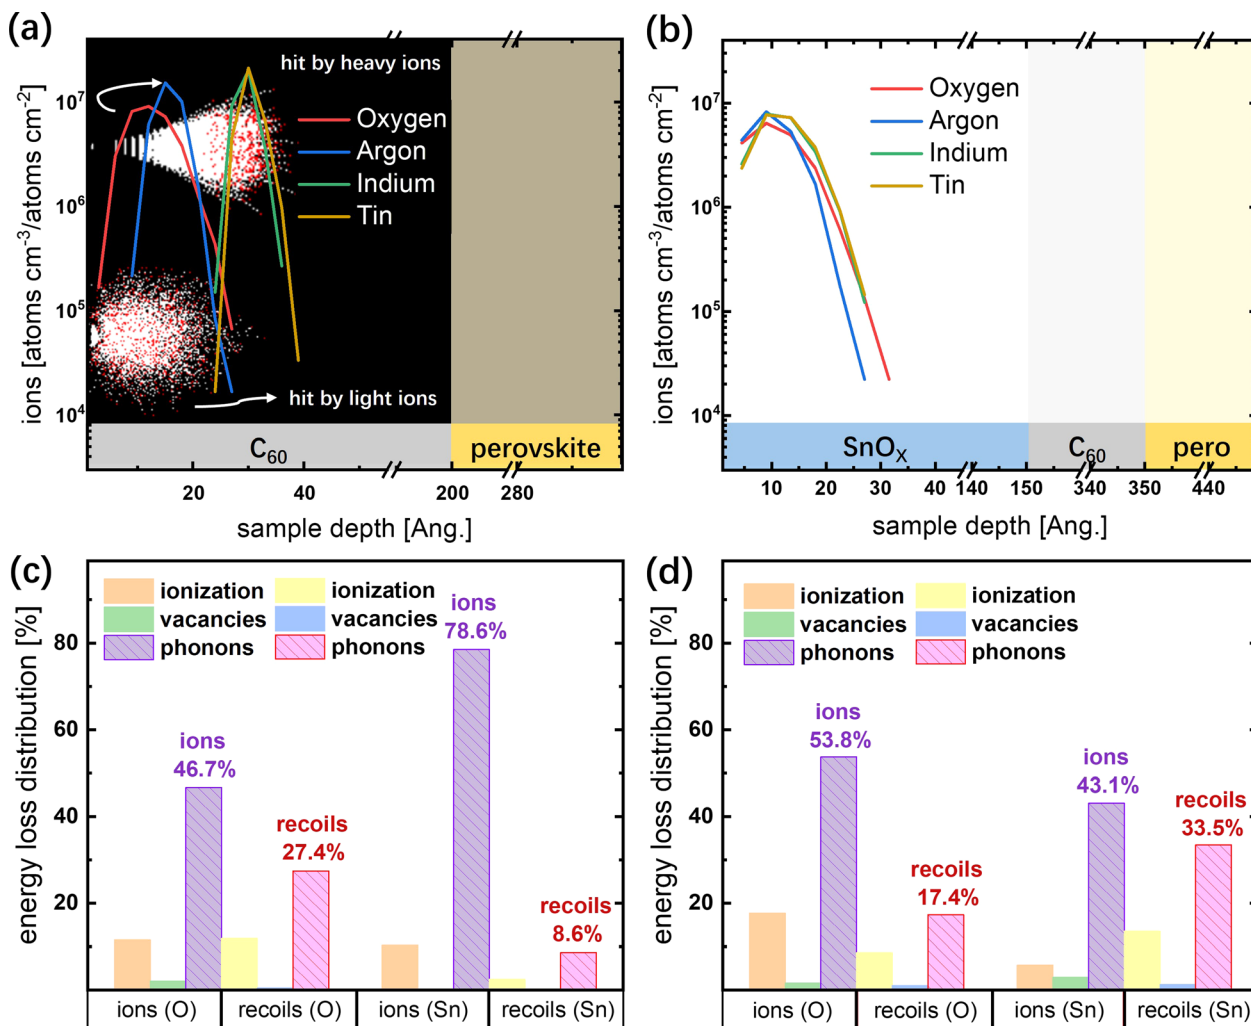 (a)
hit by heavy ions
Oxygen
Argon
Indium
Tin
hit by light ions
ions [atoms cm⁻³/atoms cm⁻²]
10⁷
10⁶
10⁵
10⁴
C₆₀
perovskite
20
40
200
280
sample depth [Ang.]
(b)
Oxygen
Argon
Indium
Tin
ions [atoms cm⁻³/atoms cm⁻²]
10⁷
10⁶
10⁵
10⁴
SnOₓ
C₆₀
pero
10
20
30
40
140
150
340
350
440
sample depth [Ang.]
(c)
ionization
vacancies
phonons
ionization
vacancies
phonons
energy loss distribution [%]
80
60
40
20
ions
46.7%
recoils
27.4%
ions
78.6%
recoils
8.6%
ions (O)
recoils (O)
ions (Sn)
recoils (Sn)
(d)
ionization
vacancies
phonons
ionization
vacancies
phonons
energy loss distribution [%]
80
60
40
20
ions
53.8%
recoils
17.4%
ions
43.1%
recoils
33.5%
ions (O)
recoils (O)
ions (Sn)
recoils (Sn)